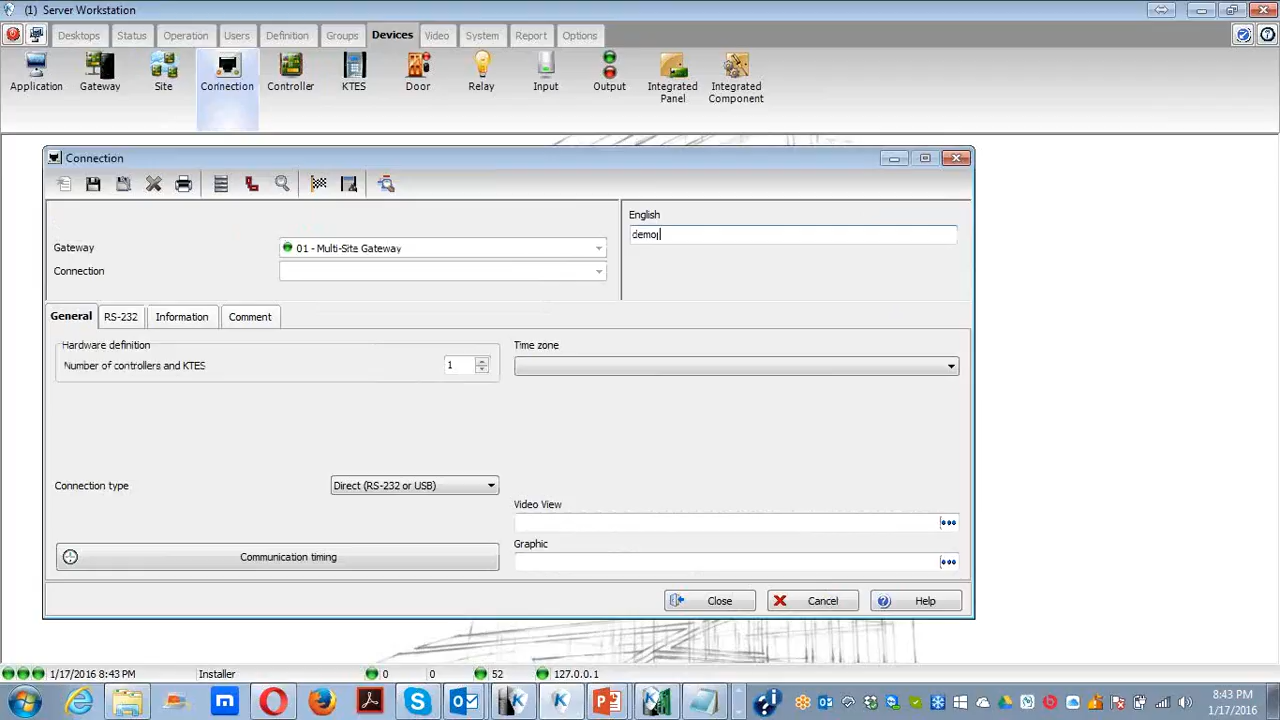 (1) Server Workstation
Desktops Status Operation Users Definition Groups Devices Video System Report Options
Application Gateway Site Connection Controller KTES Door Relay Input Output Integrated Panel Integrated Component
Connection
English
demo
Gateway 01 - Multi-Site Gateway
Connection
General RS-232 Information Comment
Hardware definition
Number of controllers and KTES 1
Time zone
Connection type Direct (RS-232 or USB)
Video View
Graphic
Communication timing
Close Cancel Help
1/17/2016 8:43 PM Installer 0 0 52 127.0.0.1
8:43 PM
1/17/2016